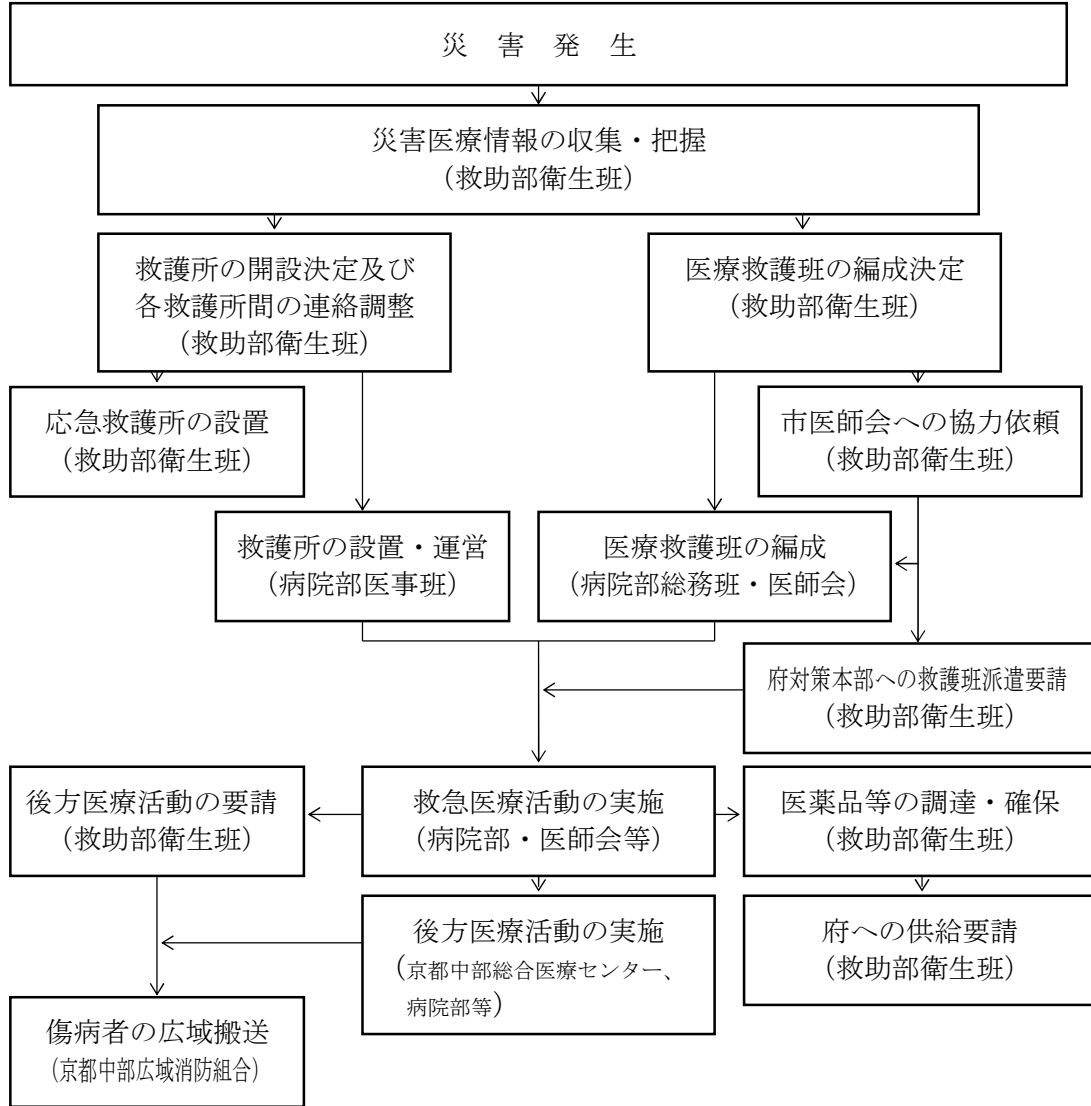 災　害　発　生
災害医療情報の収集・把握
（救助部衛生班）
救護所の開設決定及び
各救護所間の連絡調整
（救助部衛生班）
医療救護班の編成決定
（救助部衛生班）
応急救護所の設置
（救助部衛生班）
市医師会への協力依頼
（救助部衛生班）
救護所の設置・運営
（病院部医事班）
医療救護班の編成
（病院部総務班・医師会）
府対策本部への救護班派遣要請
（救助部衛生班）
後方医療活動の要請
（救助部衛生班）
救急医療活動の実施
（病院部・医師会等）
医薬品等の調達・確保
（救助部衛生班）
後方医療活動の実施
（京都中部総合医療センター、
病院部等）
府への供給要請
（救助部衛生班）
傷病者の広域搬送
（京都中部広域消防組合）